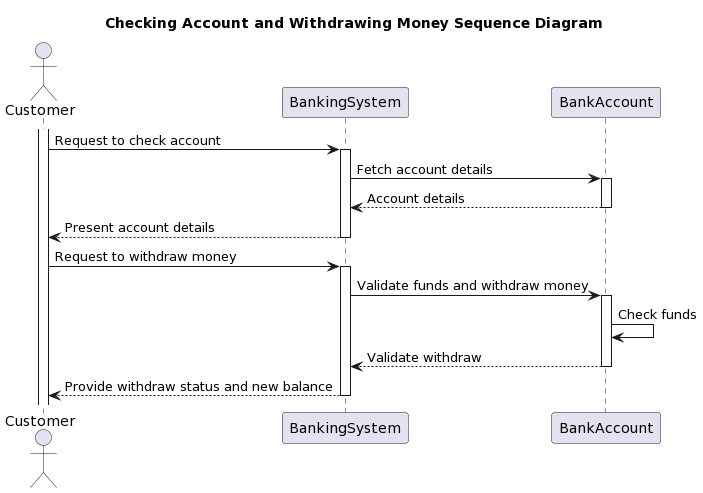 Checking Account and Withdrawing Money Sequence Diagram
Customer
BankingSystem
BankAccount
Request to check account
Fetch account details
Account details
Present account details
Request to withdraw money
Validate funds and withdraw money
Check funds
Validate withdraw
Provide withdraw status and new balance
Customer
BankingSystem
BankAccount